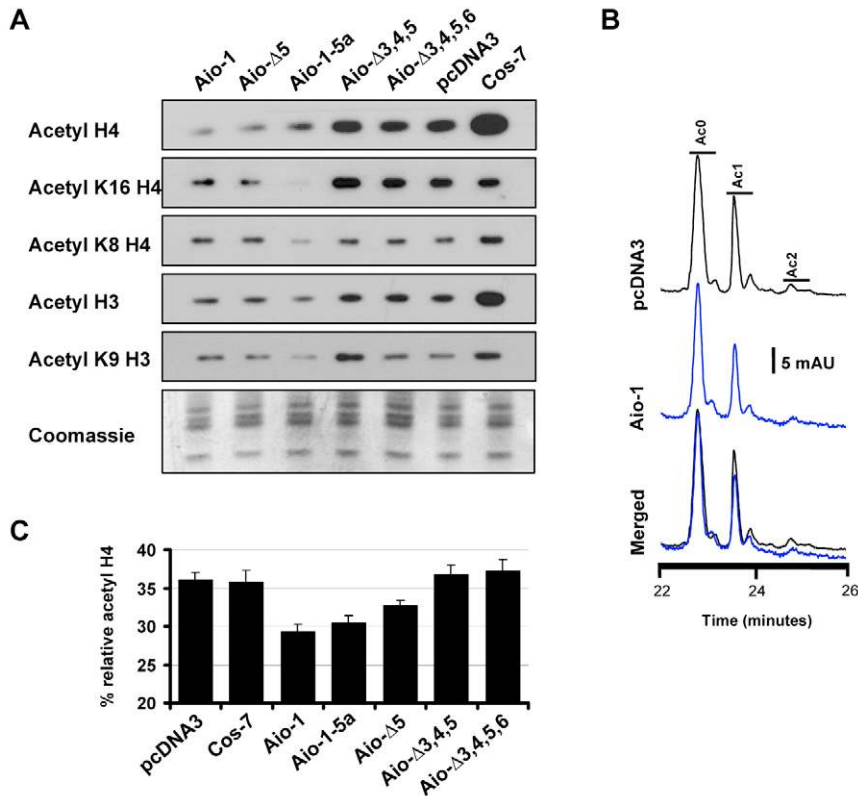 A
Aio-1
Aio-Δ5
Aio-1-5a
Aio-Δ3,4,5
Aio-Δ3,4,5,6
pcDNA3
Cos-7
Acetyl H4
Acetyl K16 H4
Acetyl K8 H4
Acetyl H3
Acetyl K9 H3
Coomassie
B
Ac0
Ac1
Ac2
pcDNA3
5 mAU
Aio-1
Merged
22 24 26
Time (minutes)
C
% relative acetyl H4
40
35
30
25
20
pcDNA3
Cos-7
Aio-1
Aio-1-5a
Aio-Δ5
Aio-Δ3,4,5
Aio-Δ3,4,5,6